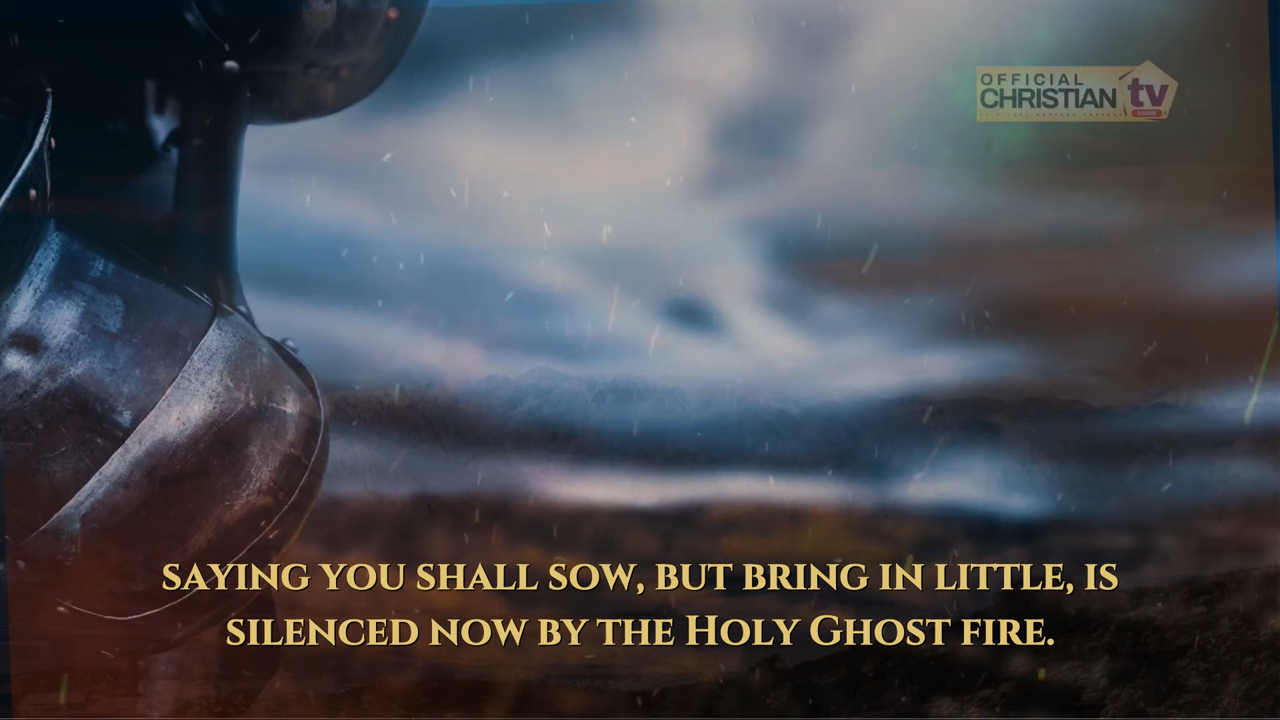 OFFICIAL
CHRISTIAN tv
SAYING YOU SHALL SOW, BUT BRING IN LITTLE, IS
SILENCED NOW BY THE HOLY GHOST FIRE.